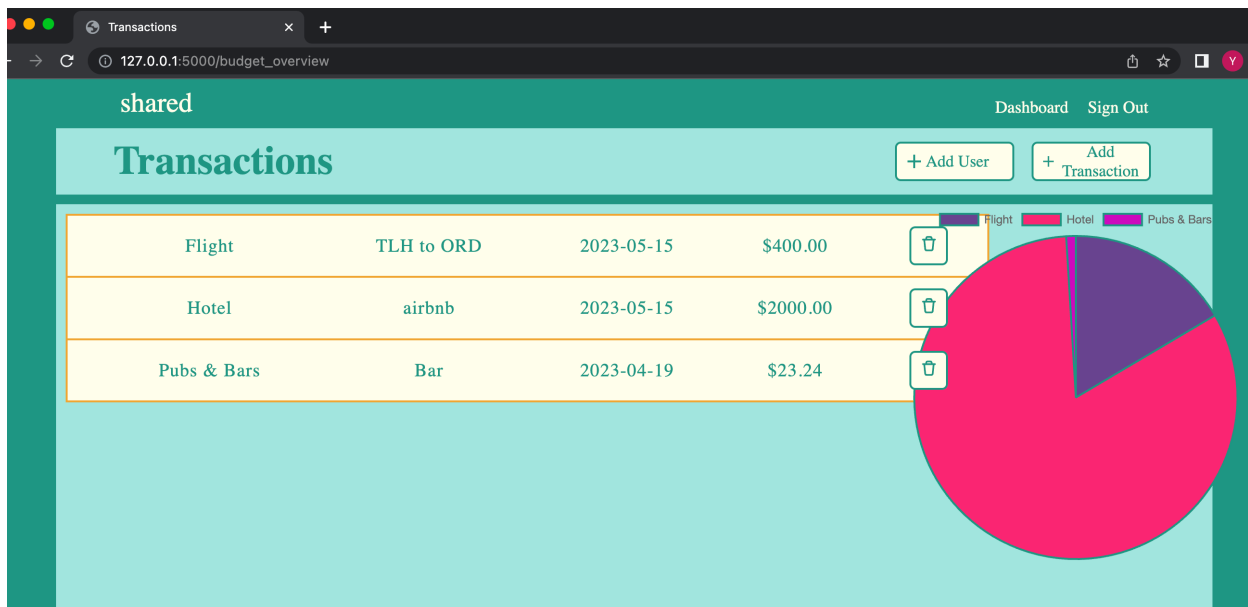 Transactions
127.0.0.1:5000/budget_overview
Y
shared
Dashboard Sign Out
Transactions
+ Add User
+ Add
Transaction
Flight Hotel Pubs & Bars
Flight TLH to ORD 2023-05-15 $400.00
Hotel airbnb 2023-05-15 $2000.00
Pubs & Bars Bar 2023-04-19 $23.24